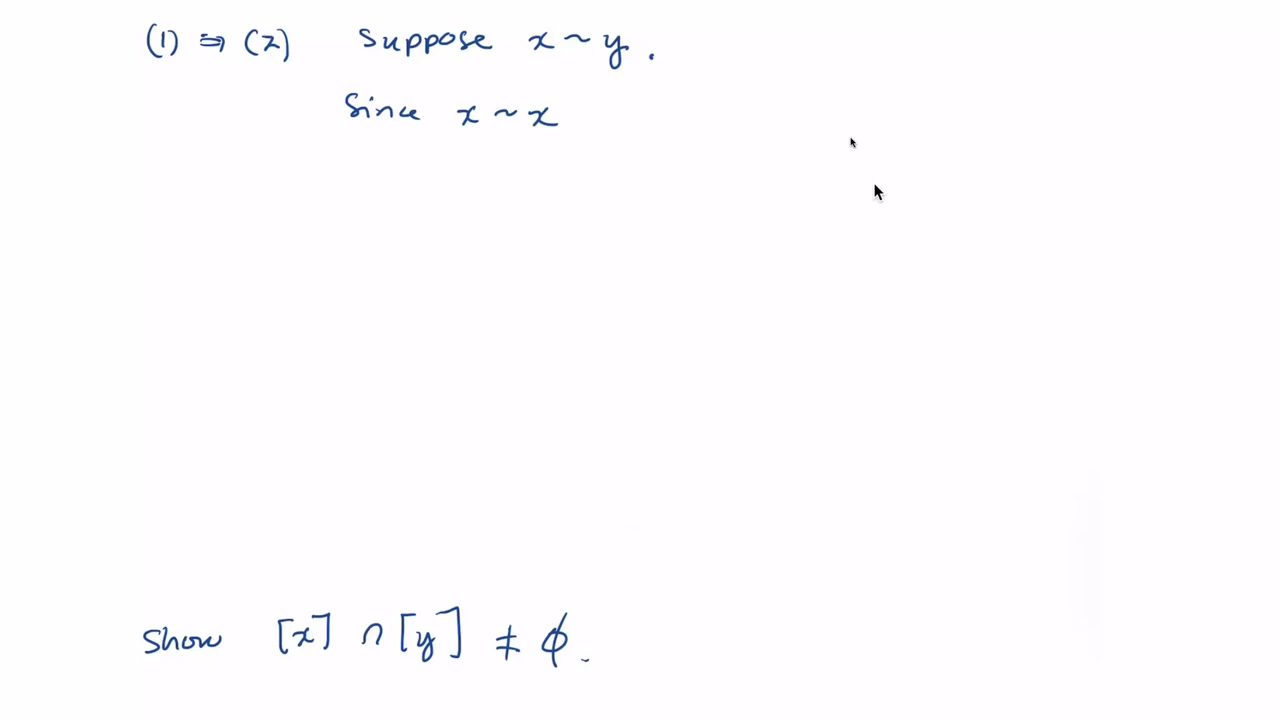 (1) ⇒ (2) Suppose x ~ y.
Since x ~ x
Show [x] ∩ [y] ≠ ϕ.